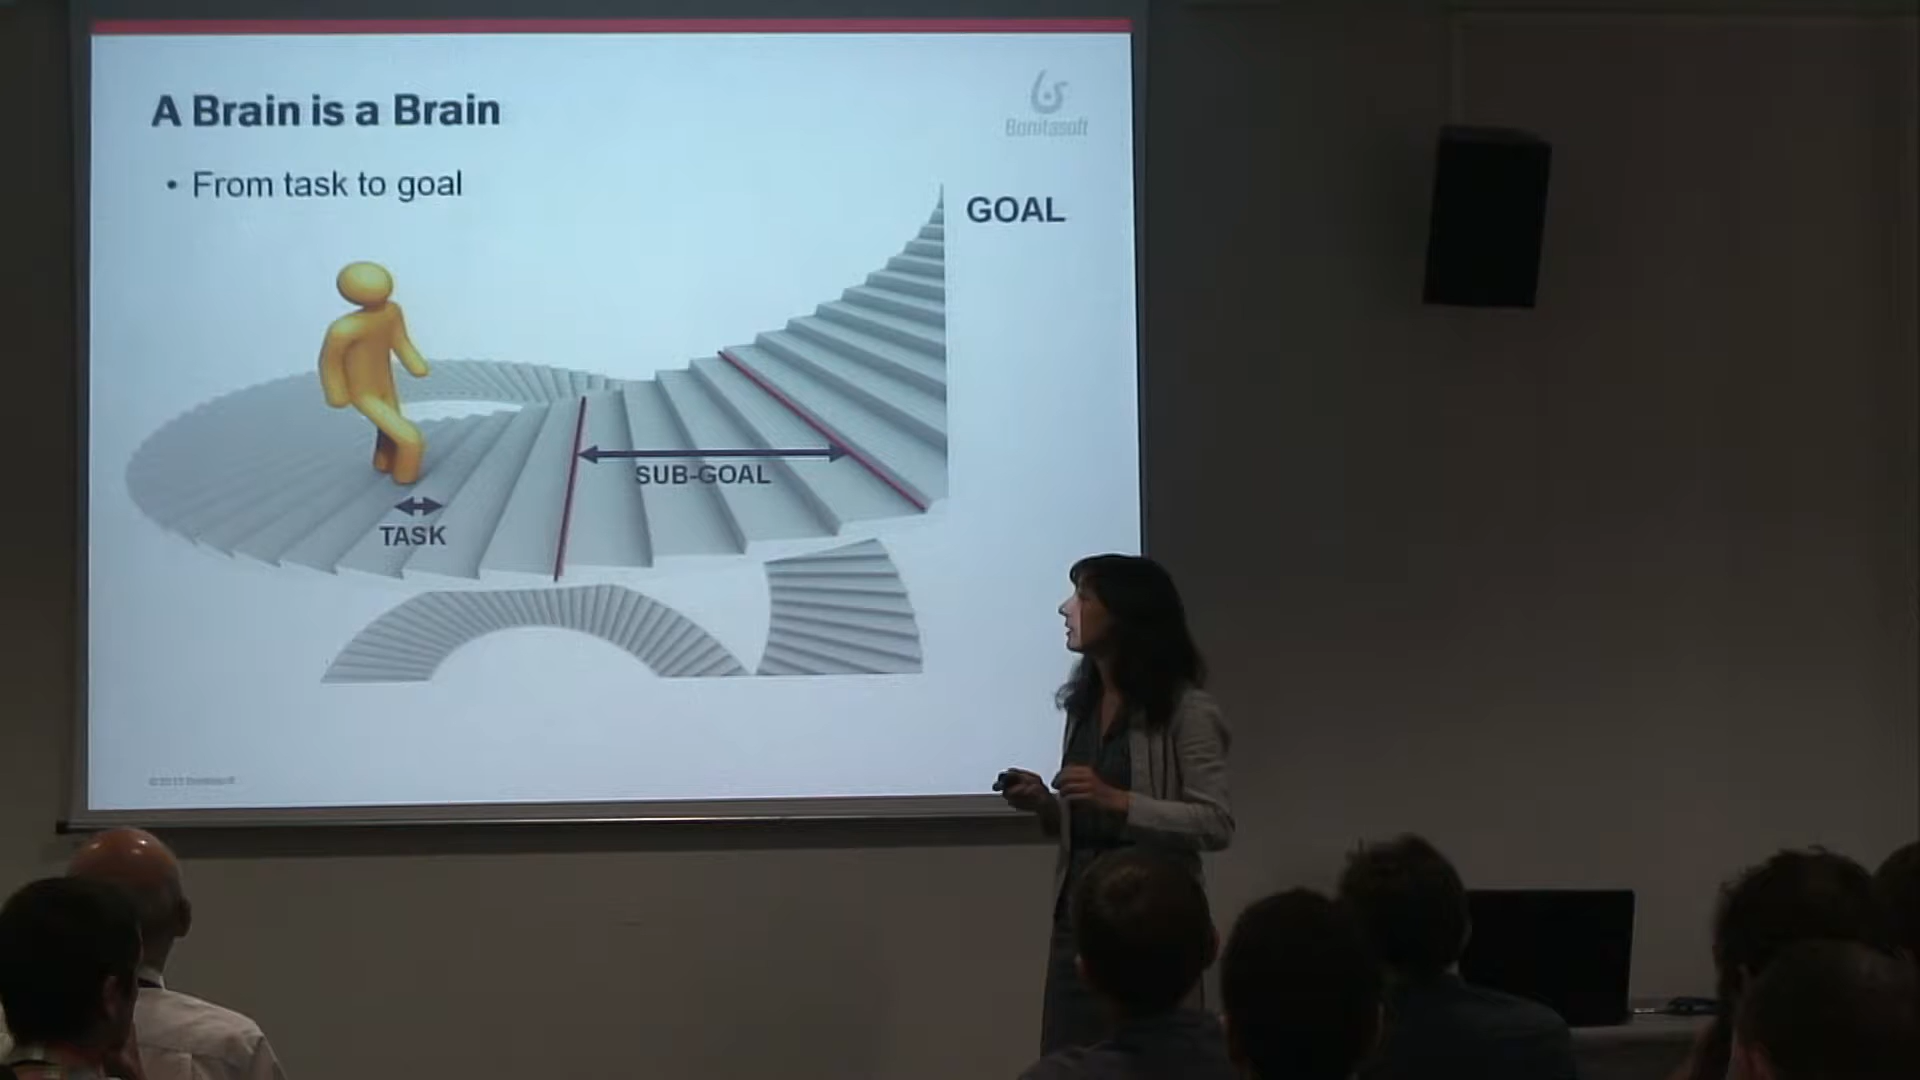 A Brain is a Brain
Bonitasoft
• From task to goal
GOAL
SUB-GOAL
TASK